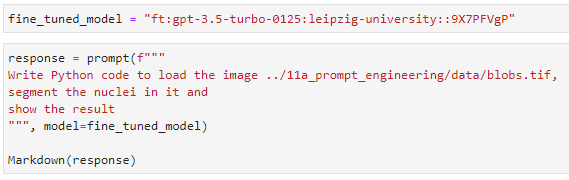 fine_tuned_model = "ft:gpt-3.5-turbo-0125:leipzig-university::9X7PFVgP"
response = prompt(f"""
Write Python code to load the image ../11a_prompt_engineering/data/blobs.tif,
segment the nuclei in it and
show the result
""", model=fine_tuned_model)
Markdown(response)